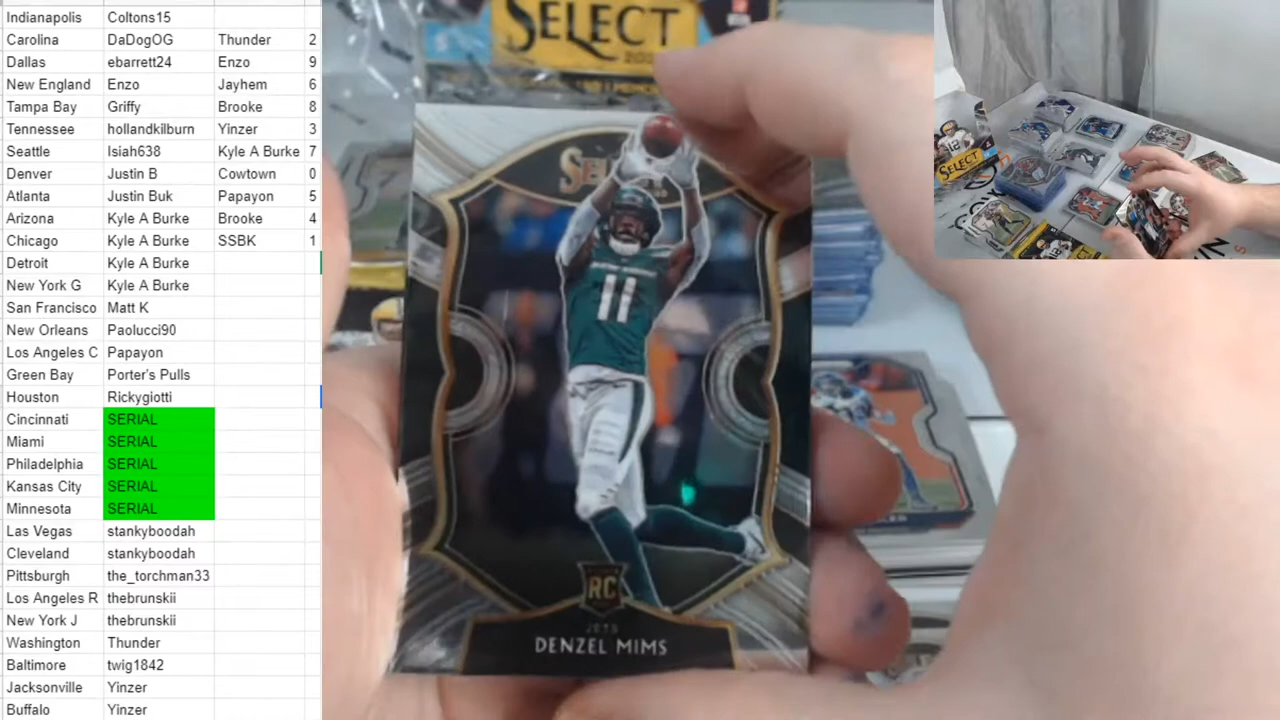 Indianapolis Coltons15
Carolina DaDogOG Thunder 2
Dallas ebarrett24 Enzo 9
New England Enzo Jayhem 6
Tampa Bay Griffy Brooke 8
Tennessee hollandkilburn Yinzer 3
Seattle Isiah638 Kyle A Burke 7
Denver Justin B Cowtown 0
Atlanta Justin Buk Papayon 5
Arizona Kyle A Burke Brooke 4
Chicago Kyle A Burke SSBK 1
Detroit Kyle A Burke
New York G Kyle A Burke
San Francisco Matt K
New Orleans Paolucci90
Los Angeles C Papayon
Green Bay Porter's Pulls
Houston Rickygiotti
Cincinnati SERIAL
Miami SERIAL
Philadelphia SERIAL
Kansas City SERIAL
Minnesota SERIAL
Las Vegas stankyboodah
Cleveland stankyboodah
Pittsburgh the_torchman33
Los Angeles R thebrunskii
New York J thebrunskii
Washington Thunder
Baltimore twig1842
Jacksonville Yinzer
Buffalo Yinzer
SELECT
11
RC
JETS
DENZEL MIMS
SELECT
12